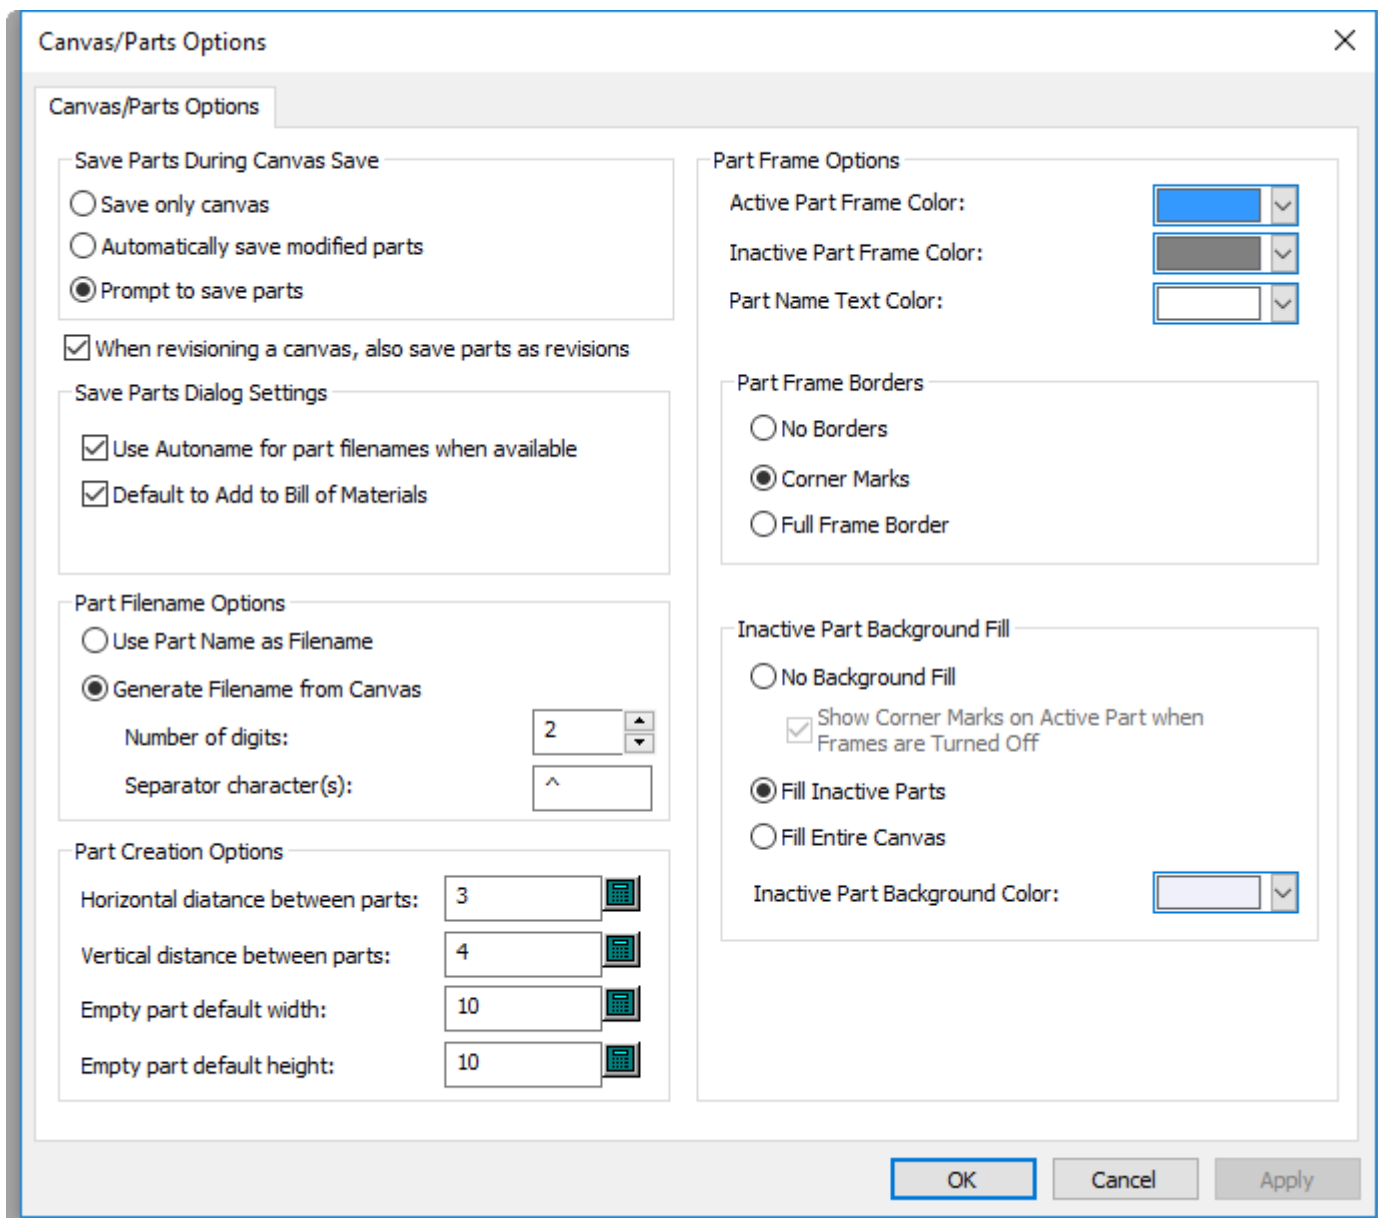 Canvas/Parts Options
Canvas/Parts Options
Save Parts During Canvas Save
Save only canvas
Automatically save modified parts
Prompt to save parts
When revisioning a canvas, also save parts as revisions
Save Parts Dialog Settings
Use Autoname for part filenames when available
Default to Add to Bill of Materials
Part Filename Options
Use Part Name as Filename
Generate Filename from Canvas
Number of digits: 2
Separator character(s): ^
Part Creation Options
Horizontal diatance between parts: 3
Vertical distance between parts: 4
Empty part default width: 10
Empty part default height: 10
Part Frame Options
Active Part Frame Color:
Inactive Part Frame Color:
Part Name Text Color:
Part Frame Borders
No Borders
Corner Marks
Full Frame Border
Inactive Part Background Fill
No Background Fill
Show Corner Marks on Active Part when
Frames are Turned Off
Fill Inactive Parts
Fill Entire Canvas
Inactive Part Background Color:
OK Cancel Apply